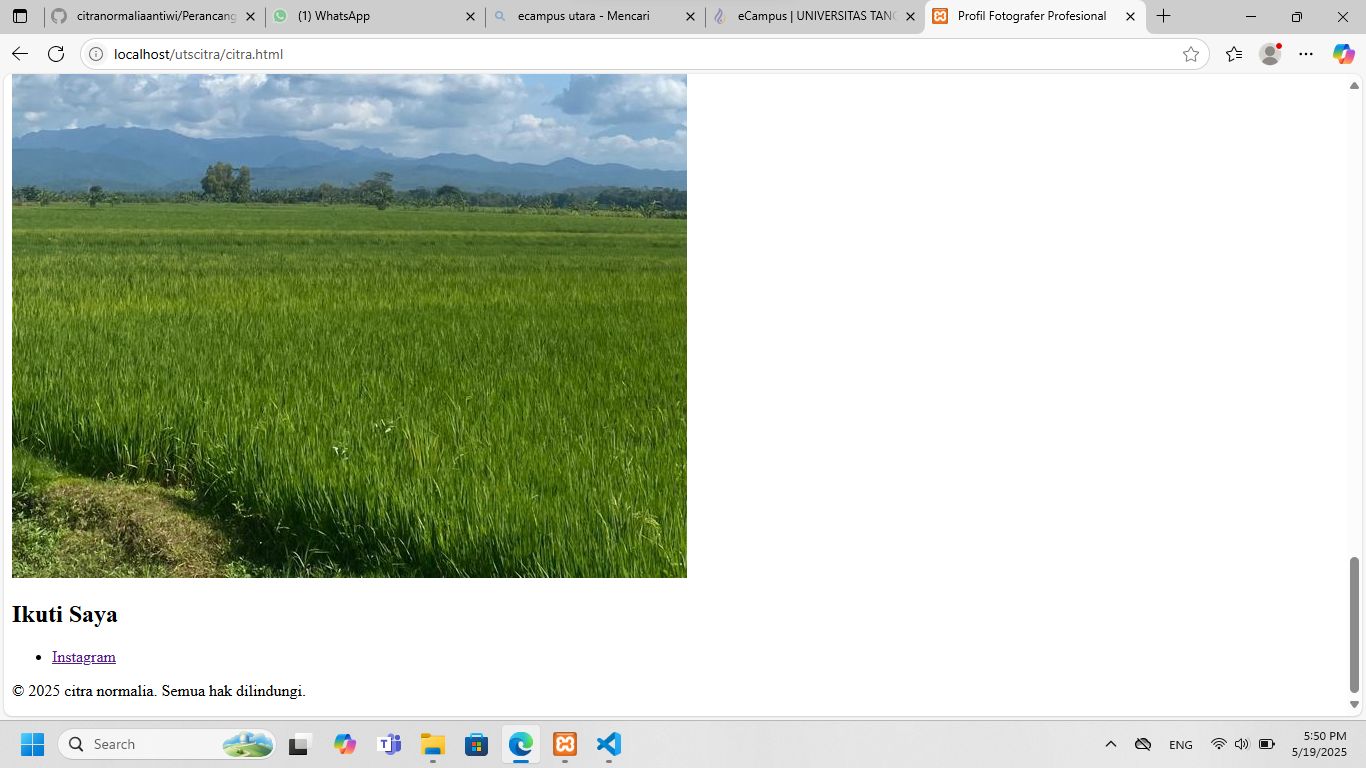 citranormaliaantiwi/Perancang
(1) WhatsApp
ecampus utara - Mencari
eCampus | UNIVERSITAS TANG
Profil Fotografer Profesional
localhost/utscitra/citra.html
Ikuti Saya
Instagram
© 2025 citra normalia. Semua hak dilindungi.
Search
ENG
5:50 PM
5/19/2025